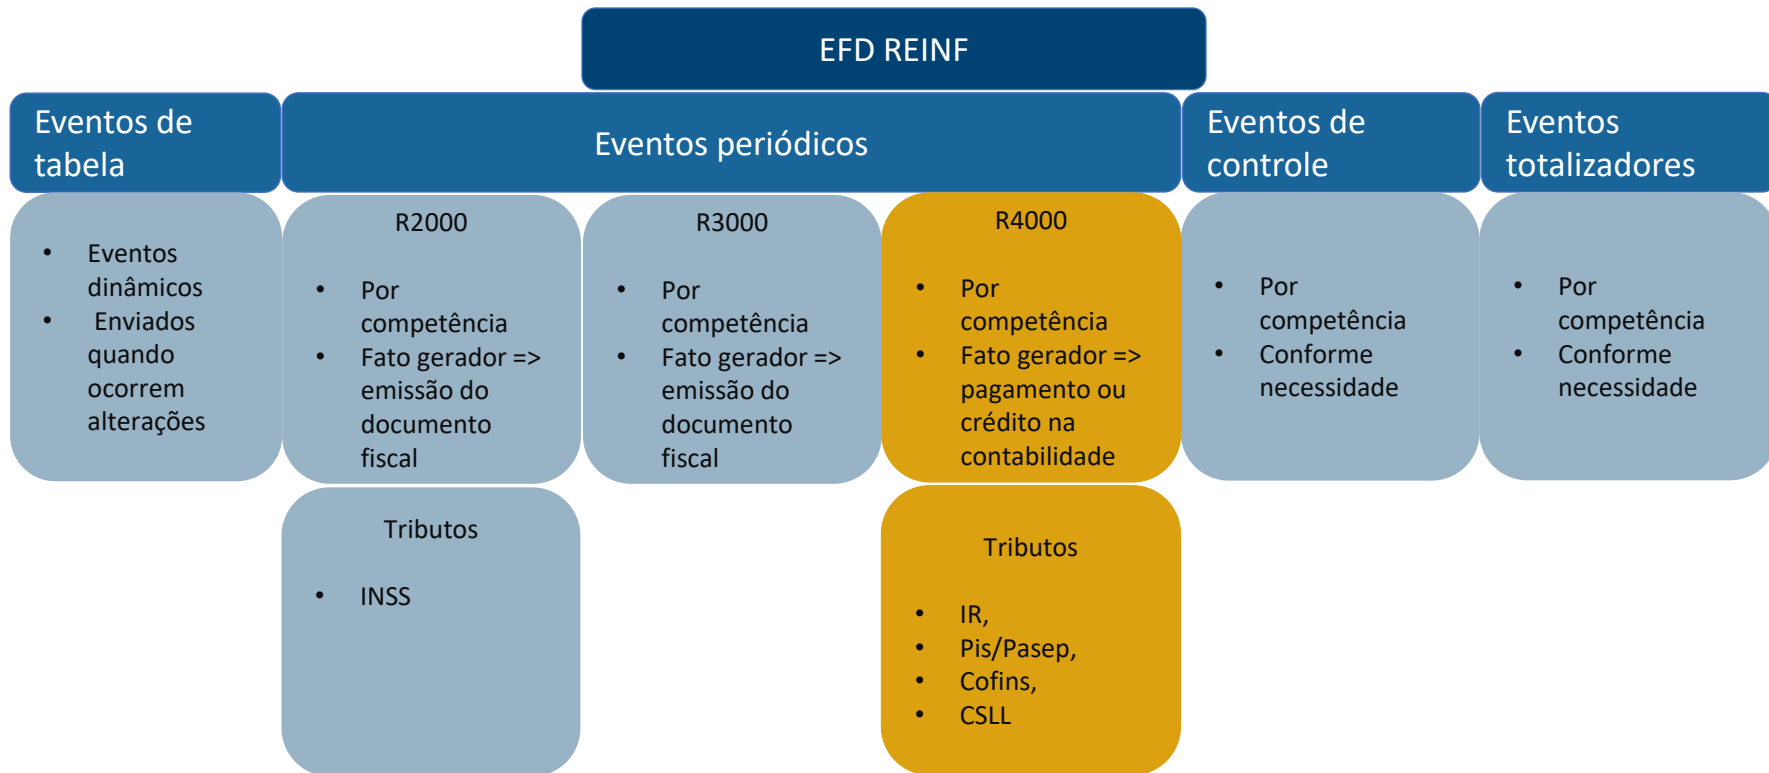 EFD REINF
Eventos de
tabela
Eventos periódicos
Eventos de
controle
Eventos
totalizadores
• Eventos
dinâmicos
• Enviados
quando
ocorrem
alterações
R2000
• Por
competência
• Fato gerador =>
emissão do
documento
fiscal
R3000
• Por
competência
• Fato gerador =>
emissão do
documento
fiscal
R4000
• Por
competência
• Fato gerador =>
pagamento ou
crédito na
contabilidade
• Por
competência
• Conforme
necessidade
• Por
competência
• Conforme
necessidade
Tributos
• INSS
Tributos
• IR,
• Pis/Pasep,
• Cofins,
• CSLL